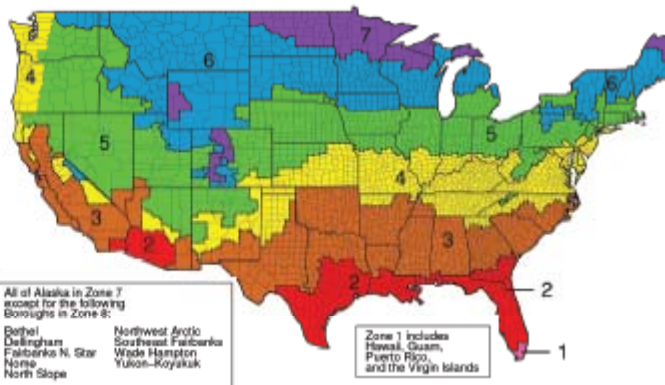 7
6
6
4
5
5
4
3
3
2
2
2
1
All of Alaska in Zone 7
except for the following
Boroughs in Zone 8:
Bethel Northwest Arctic
Dellingham Southeast Fairbanks
Fairbanks N. Star Wade Hampton
Nome Yukon-Koyukuk
North Slope
Zone 1 includes
Hawaii, Guam,
Puerto Rico,
and the Virgin Islands